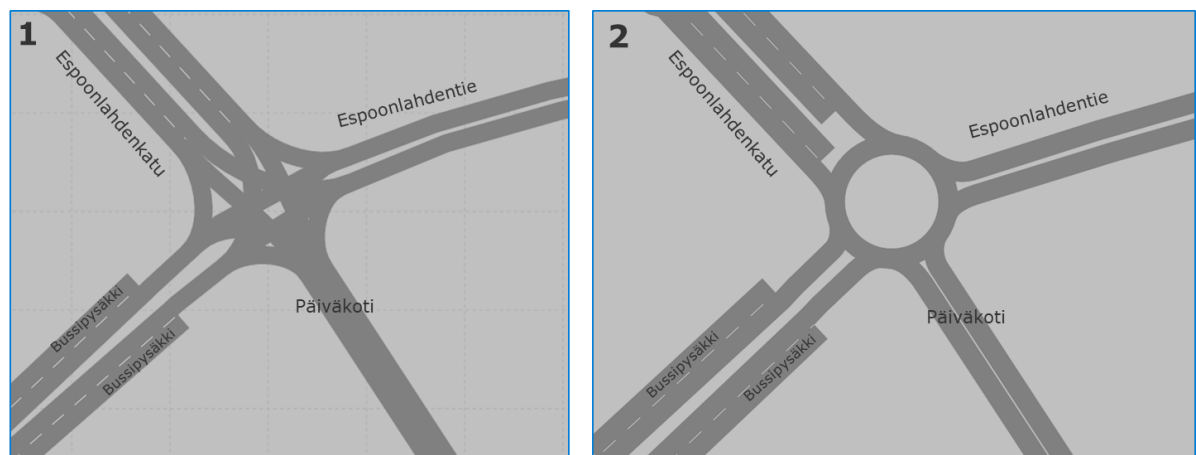 1
Espoonlahdenkatu
Espoonlahdentie
Bussipysäkki
Bussipysäkki
Päiväkoti
2
Espoonlahdenkatu
Espoonlahdentie
Bussipysäkki
Bussipysäkki
Päiväkoti